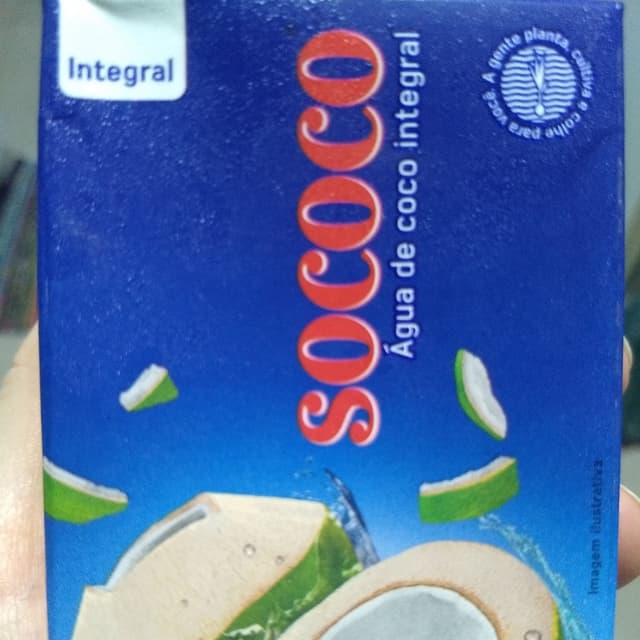 Integral
SOCOCO
Água de coco integral
A gente planta, cultiva e colhe para você.
Imagem ilustrativa